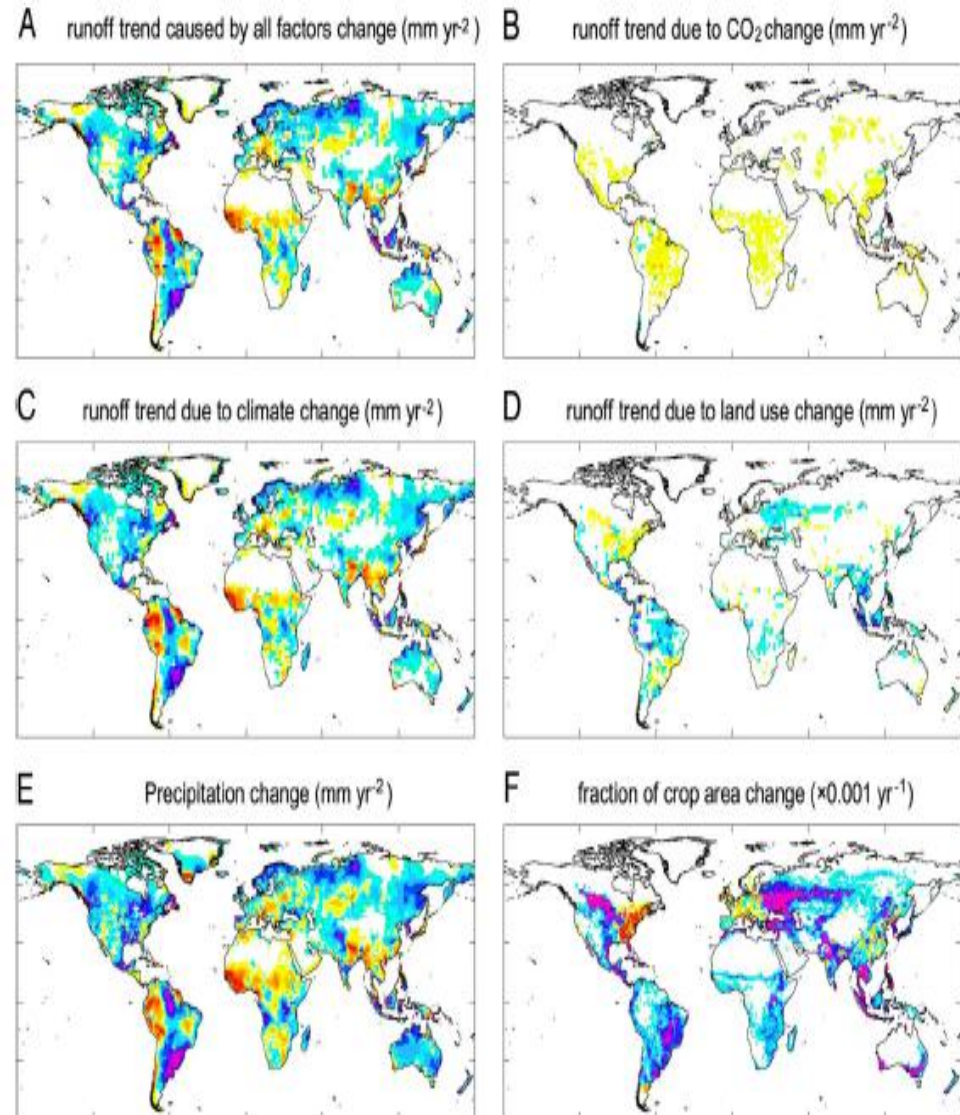 A runoff trend caused by all factors change (mm yr-2 )
B runoff trend due to CO2 change (mm yr-2)
C runoff trend due to climate change (mm yr-2)
D runoff trend due to land use change (mm yr-2)
E Precipitation change (mm yr-2)
F fraction of crop area change (×0.001 yr-1)